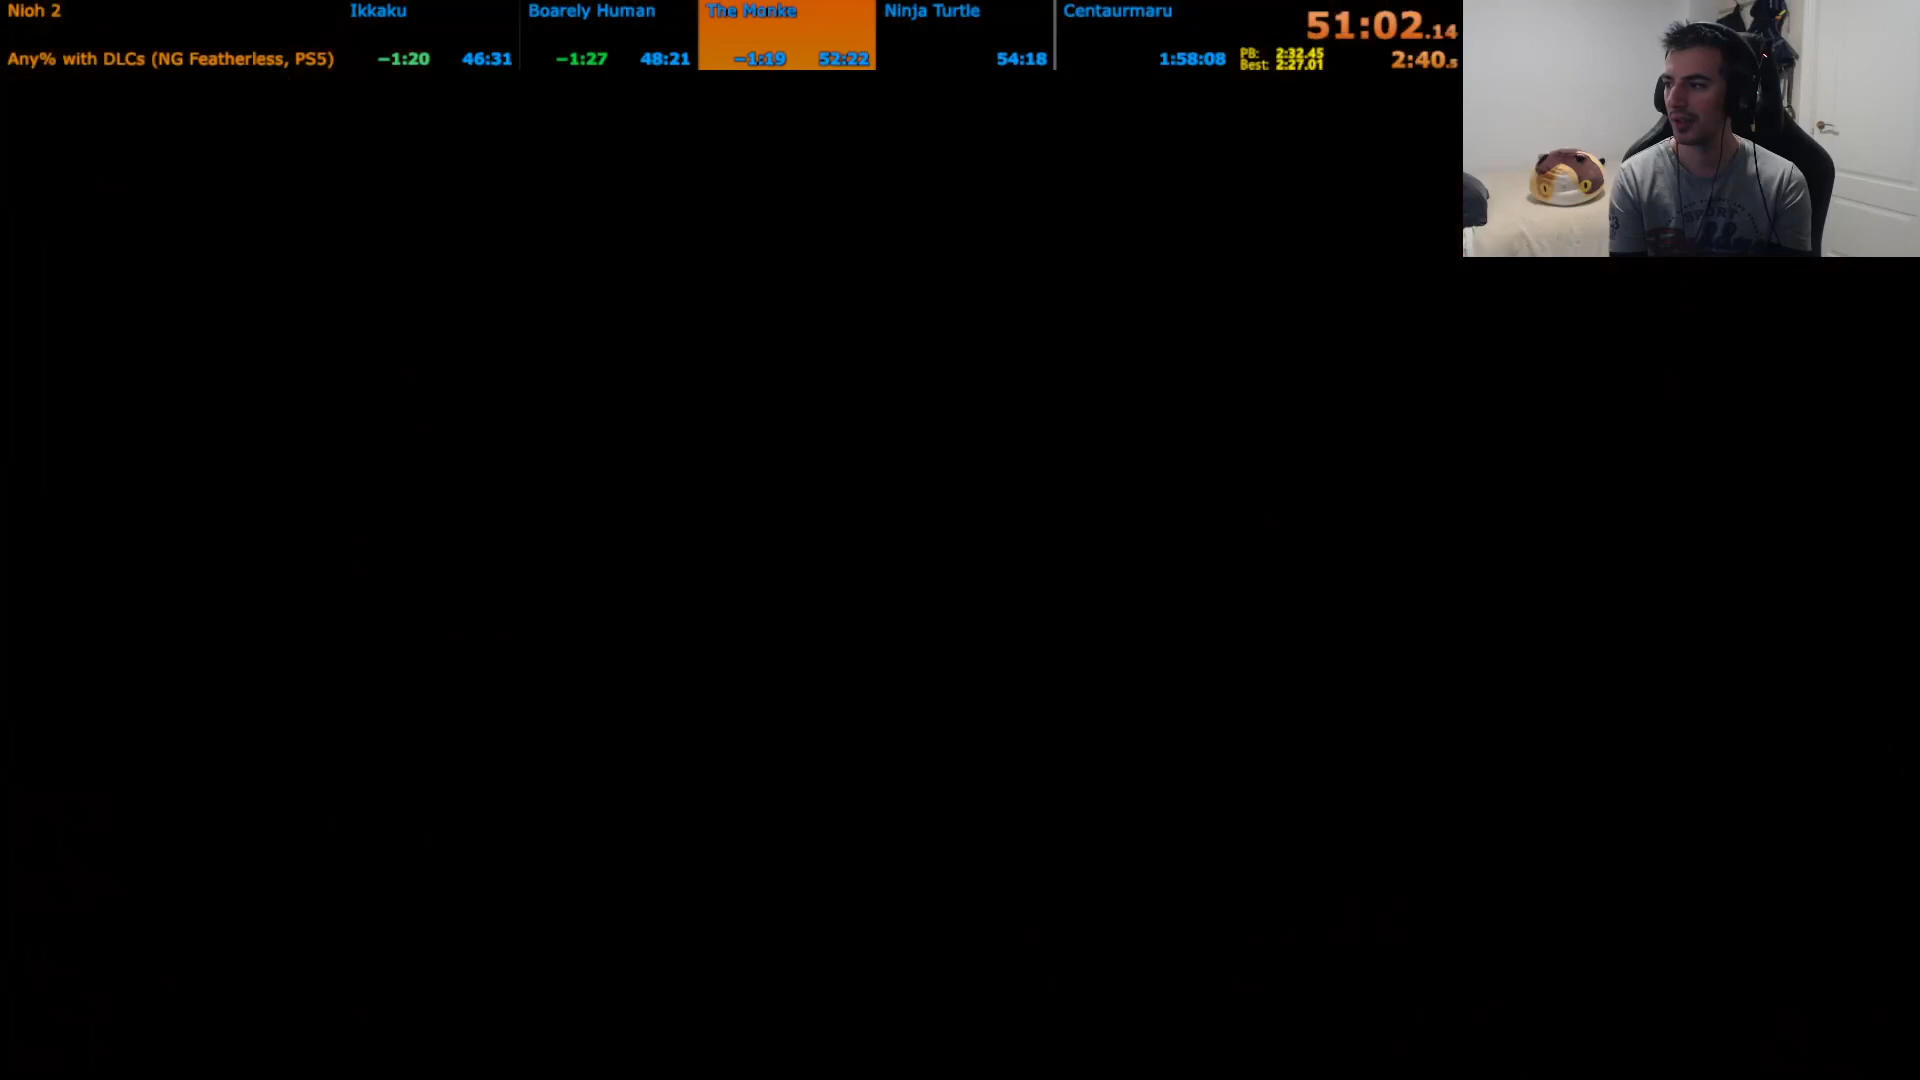 Nioh 2
Any% with DLCs (NG Featherless, PS5)
Ikkaku
−1:20 46:31
Boarely Human
−1:27 48:21
The Monke
−1:19 52:22
Ninja Turtle
54:18
Centaurmaru
1:58:08
51:02.14
PB: 2:32.45
Best: 2:27.01
2:40.5
SPORT